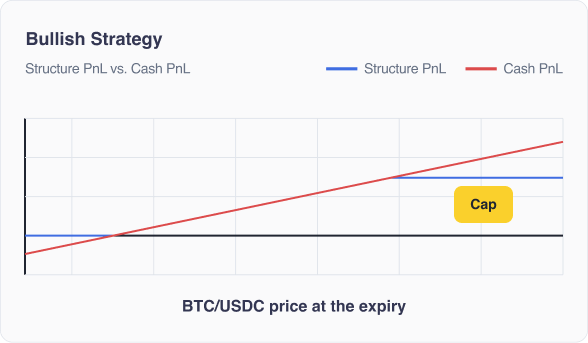 Bullish Strategy
Structure PnL vs. Cash PnL
Structure PnL
Cash PnL
Cap
BTC/USDC price at the expiry